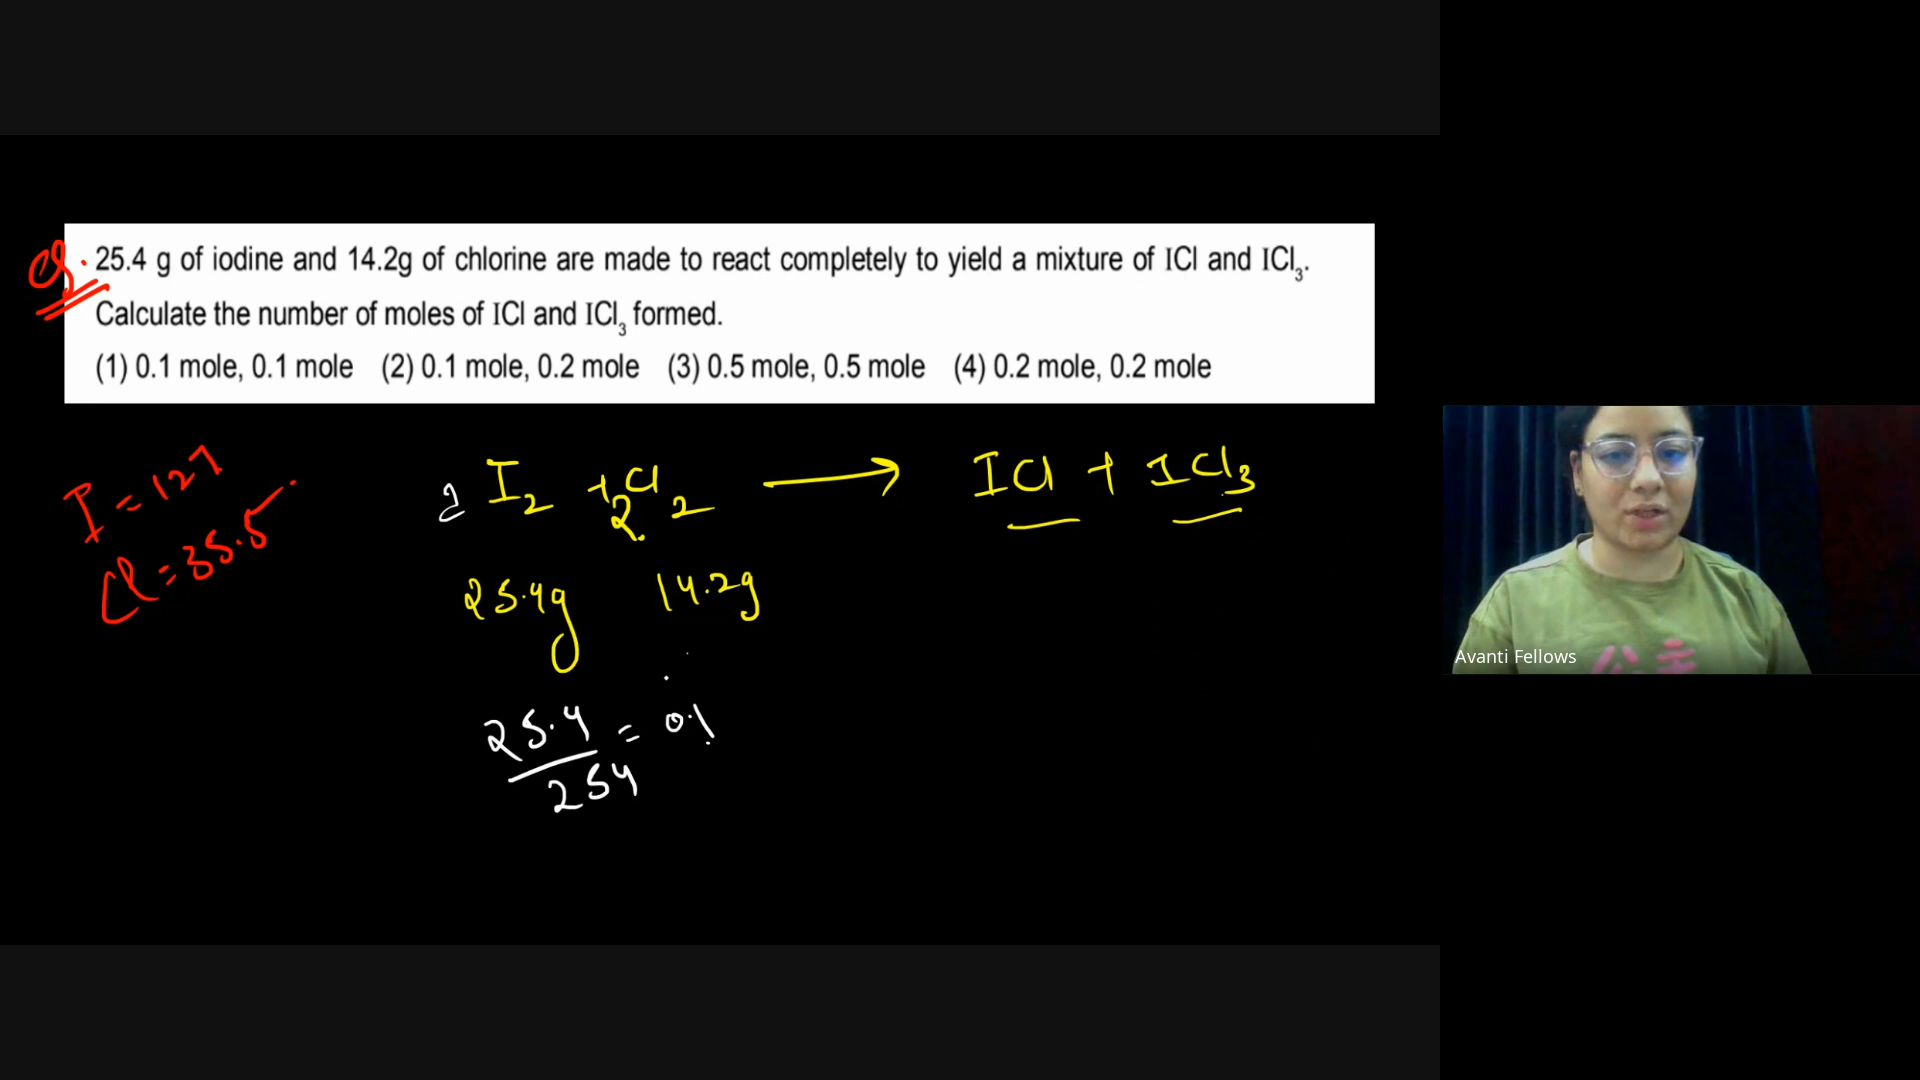 Q. 25.4 g of iodine and 14.2g of chlorine are made to react completely to yield a mixture of ICl and ICl₃.
Calculate the number of moles of ICl and ICl₃ formed.
(1) 0.1 mole, 0.1 mole (2) 0.1 mole, 0.2 mole (3) 0.5 mole, 0.5 mole (4) 0.2 mole, 0.2 mole
I = 127
Cl = 35.5
I₂ + 2Cl₂ ⟶ ICl + ICl₃
25.4g 14.2g
25.4/254 = 0.1
Avanti Fellows
公主